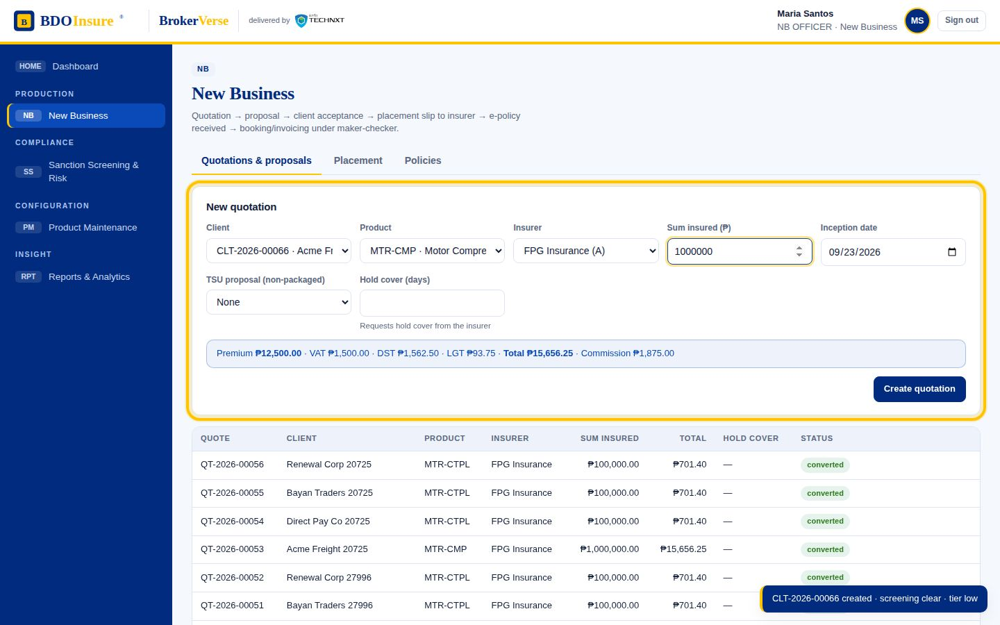 B BDOInsure ®
BrokerVerse
delivered by TECHNXT
Maria Santos
NB OFFICER · New Business
MS
Sign out
HOME Dashboard
PRODUCTION
NB New Business
COMPLIANCE
SS Sanction Screening &
Risk
CONFIGURATION
PM Product Maintenance
INSIGHT
RPT Reports & Analytics
NB
New Business
Quotation → proposal → client acceptance → placement slip to insurer → e-policy
received → booking/invoicing under maker-checker.
Quotations & proposals Placement Policies
New quotation
Client Product Insurer Sum insured (₱) Inception date
CLT-2026-00066 · Acme Fr MTR-CMP · Motor Compre FPG Insurance (A) 1000000 09/23/2026
TSU proposal (non-packaged) Hold cover (days)
None
Requests hold cover from the insurer
Premium ₱12,500.00 · VAT ₱1,500.00 · DST ₱1,562.50 · LGT ₱93.75 · Total ₱15,656.25 · Commission ₱1,875.00
Create quotation
QUOTE CLIENT PRODUCT INSURER SUM INSURED TOTAL HOLD COVER STATUS
QT-2026-00056 Renewal Corp 20725 MTR-CTPL FPG Insurance ₱100,000.00 ₱701.40 — converted
QT-2026-00055 Bayan Traders 20725 MTR-CTPL FPG Insurance ₱100,000.00 ₱701.40 — converted
QT-2026-00054 Direct Pay Co 20725 MTR-CTPL FPG Insurance ₱100,000.00 ₱701.40 — converted
QT-2026-00053 Acme Freight 20725 MTR-CMP FPG Insurance ₱1,000,000.00 ₱15,656.25 — converted
QT-2026-00052 Renewal Corp 27996 MTR-CTPL FPG Insurance ₱100,000.00 ₱701.40 — converted
QT-2026-00051 Bayan Traders 27996 MTR-CTPL FPG Insurance ₱100,000.00 ₱701.40 —
CLT-2026-00066 created · screening clear · tier low